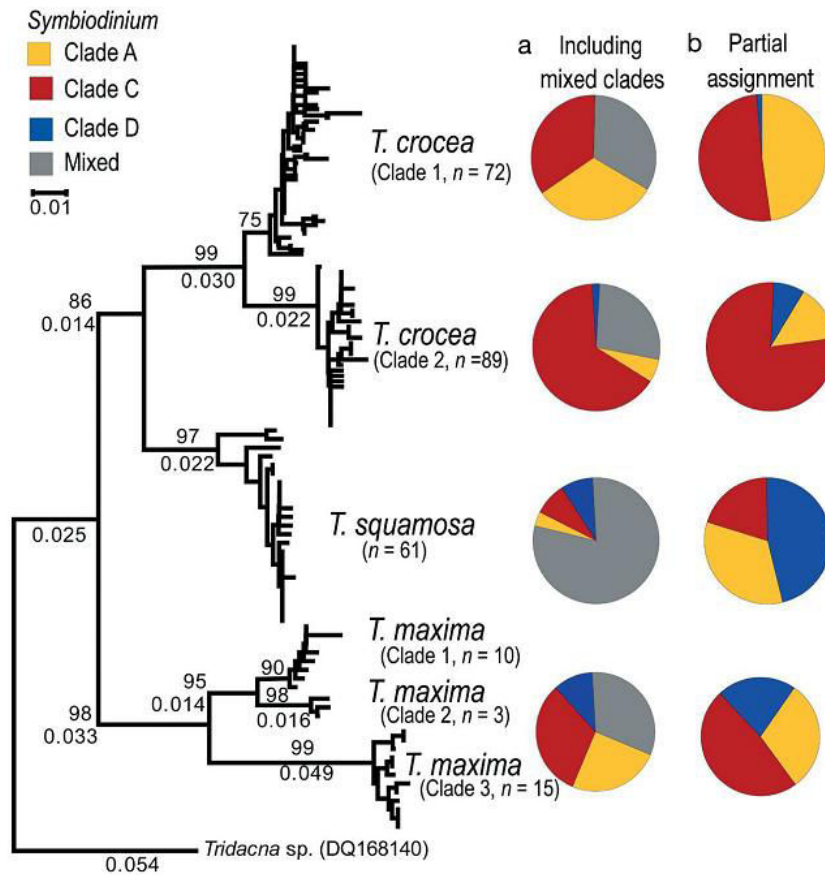 Symbiodinium
Clade A
Clade C
Clade D
Mixed
0.01
a Including
mixed clades
b Partial
assignment
T. crocea
(Clade 1, n = 72)
75
99
0.030
99
0.022
T. crocea
(Clade 2, n =89)
86
0.014
97
0.022
T. squamosa
(n = 61)
0.025
T. maxima
(Clade 1, n = 10)
90
95
0.014
98
0.016
T. maxima
(Clade 2, n = 3)
98
0.033
99
0.049
T. maxima
(Clade 3, n = 15)
Tridacna sp. (DQ168140)
0.054